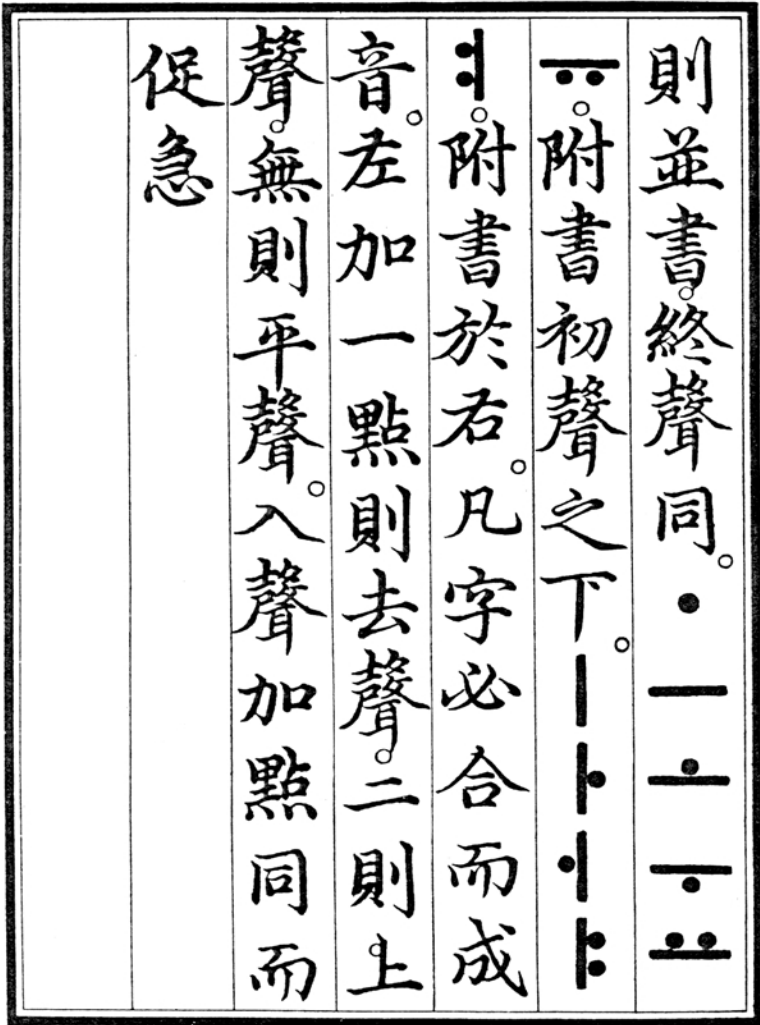 則並書。終聲同。ㆍㅡㅗㅜㅛ
ㅠ。附書初聲之下。ㅣㅏㅓㅑ
ㅕ。附書於右。凡字必合而成
音。左加一點則去聲。二則上
聲。無則平聲。入聲加點同而
促急